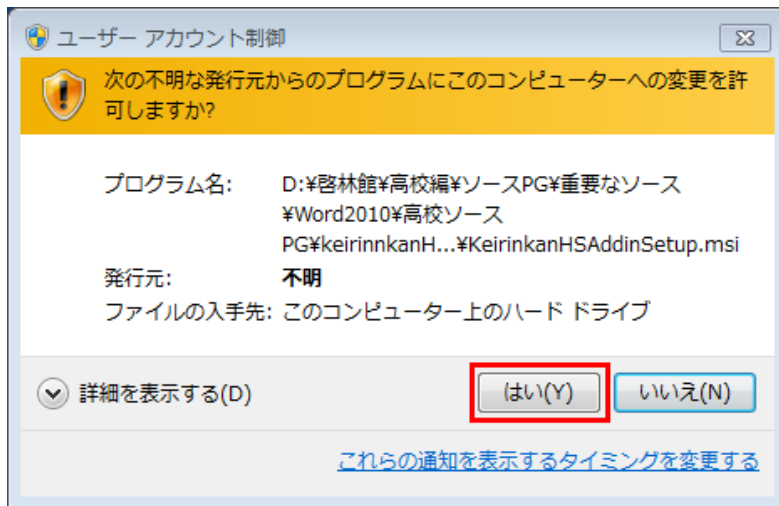 ユーザー アカウント制御
次の不明な発行元からのプログラムにこのコンピューターへの変更を許
可しますか?
プログラム名: D:¥啓林館¥高校編¥ソースPG¥重要なソース
¥Word2010¥高校ソース
PG¥keirinnkanH...¥KeirinkanHSAddinSetup.msi
発行元: 不明
ファイルの入手先: このコンピューター上のハード ドライブ
詳細を表示する(D) はい(Y) いいえ(N)
これらの通知を表示するタイミングを変更する